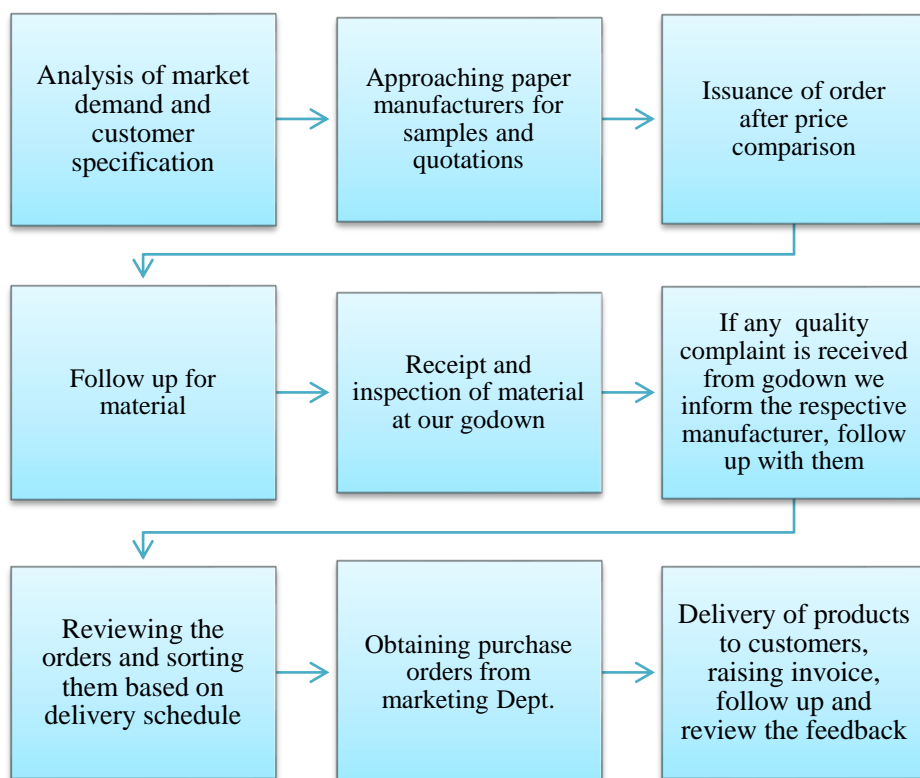 Analysis of market
demand and
customer
specification
Approaching paper
manufacturers for
samples and
quotations
Issuance of order
after price
comparison
Follow up for
material
Receipt and
inspection of material
at our godown
If any  quality
complaint is received
from godown we
inform the respective
manufacturer, follow
up with them
Reviewing the
orders and sorting
them based on
delivery schedule
Obtaining purchase
orders from
marketing Dept.
Delivery of products
to customers,
raising invoice,
follow up and
review the feedback